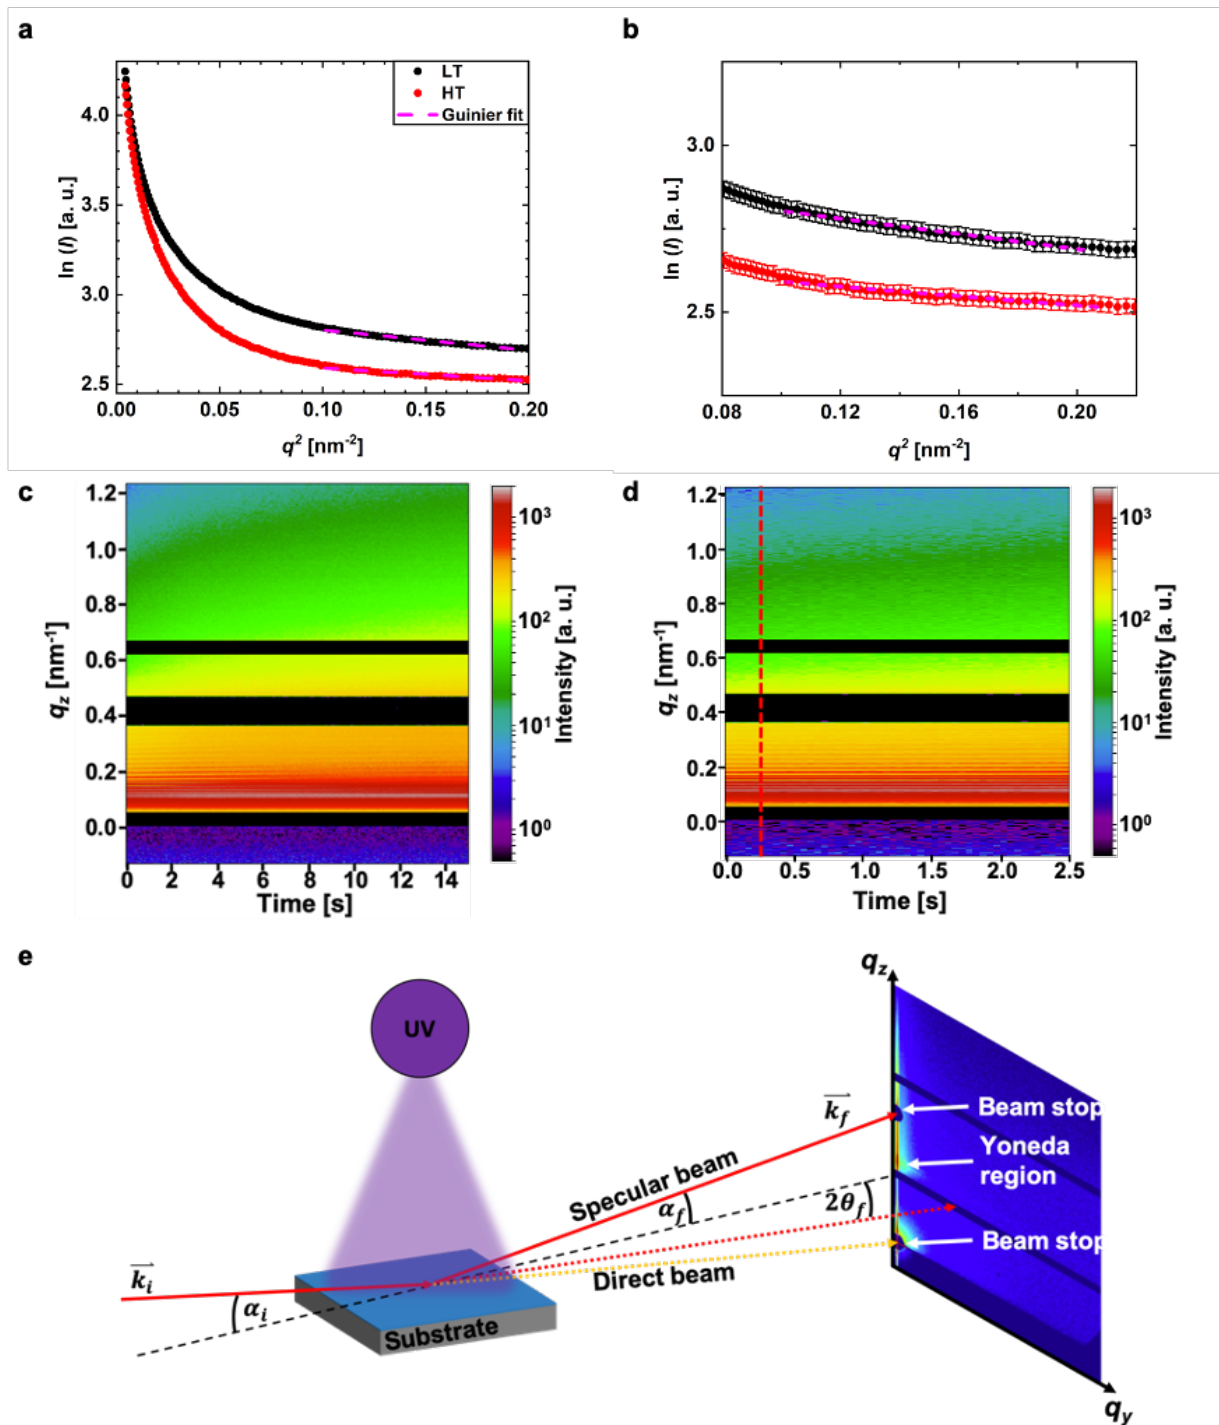 a
4.0
3.5
3.0
2.5
0.00 0.05 0.10 0.15 0.20
ln (I) [a. u.]
q² [nm⁻²]
LT
HT
Guinier fit
b
3.0
2.5
0.08 0.12 0.16 0.20
ln (I) [a. u.]
q² [nm⁻²]
c
1.2
1.0
0.8
0.6
0.4
0.2
0.0
0 2 4 6 8 10 12 14
q_z [nm⁻¹]
Time [s]
10³
10²
10¹
10⁰
Intensity [a. u.]
d
1.2
1.0
0.8
0.6
0.4
0.2
0.0
0.0 0.5 1.0 1.5 2.0 2.5
q_z [nm⁻¹]
Time [s]
10³
10²
10¹
10⁰
Intensity [a. u.]
e
q_z
UV
k_f
Beam stop
Yoneda
region
Specular beam
α_f
2θ_f
Beam stop
k_i
Direct beam
α_i
Substrate
q_y